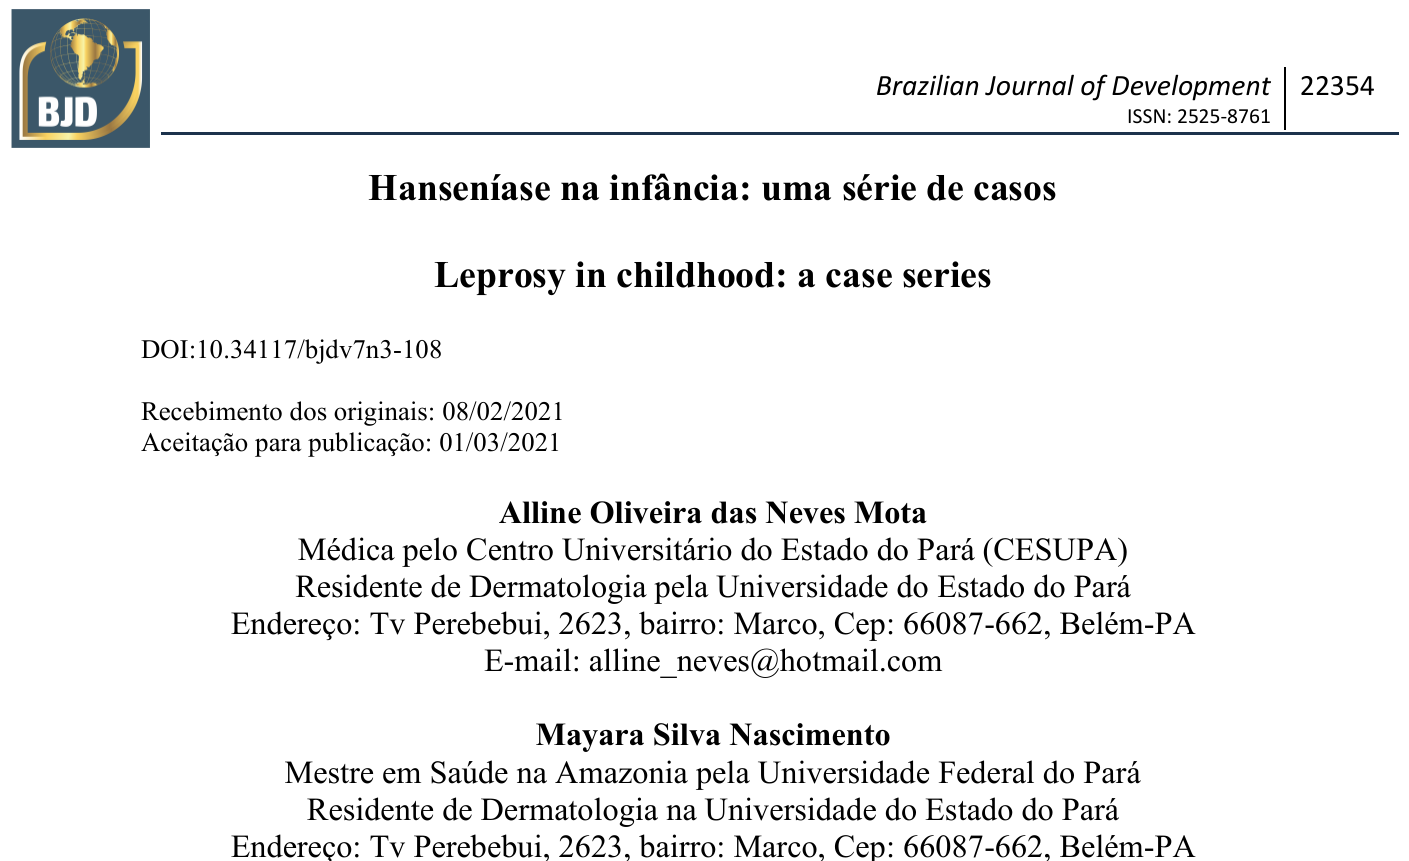 BJD
Brazilian Journal of Development 22354
ISSN: 2525-8761
Hanseníase na infância: uma série de casos
Leprosy in childhood: a case series
DOI:10.34117/bjdv7n3-108
Recebimento dos originais: 08/02/2021
Aceitação para publicação: 01/03/2021
Alline Oliveira das Neves Mota
Médica pelo Centro Universitário do Estado do Pará (CESUPA)
Residente de Dermatologia pela Universidade do Estado do Pará
Endereço: Tv Perebebui, 2623, bairro: Marco, Cep: 66087-662, Belém-PA
E-mail: alline_neves@hotmail.com
Mayara Silva Nascimento
Mestre em Saúde na Amazonia pela Universidade Federal do Pará
Residente de Dermatologia na Universidade do Estado do Pará
Endereço: Tv Perebebui, 2623, bairro: Marco, Cep: 66087-662, Belém-PA